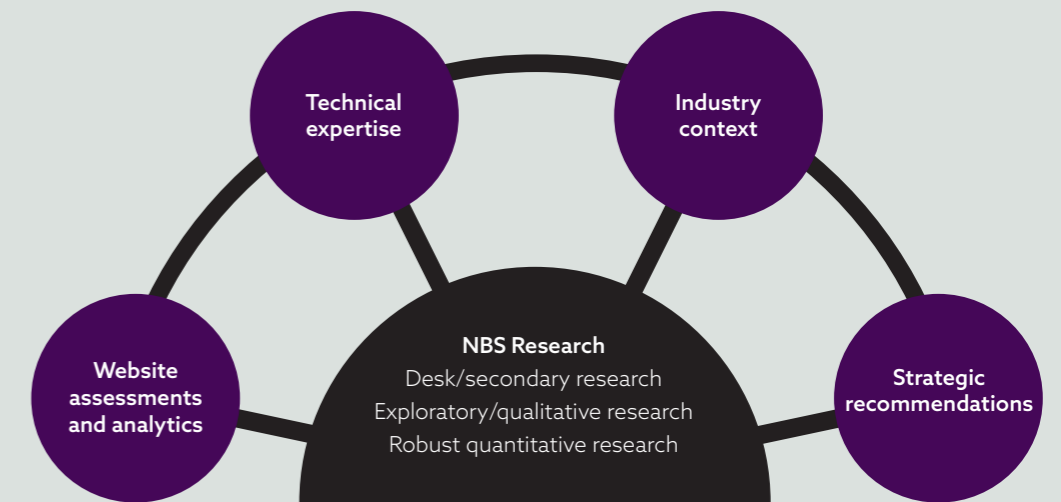 Technical
expertise
Industry
context
Website
assessments
and analytics
NBS Research
Desk/secondary research
Exploratory/qualitative research
Robust quantitative research
Strategic
recommendations